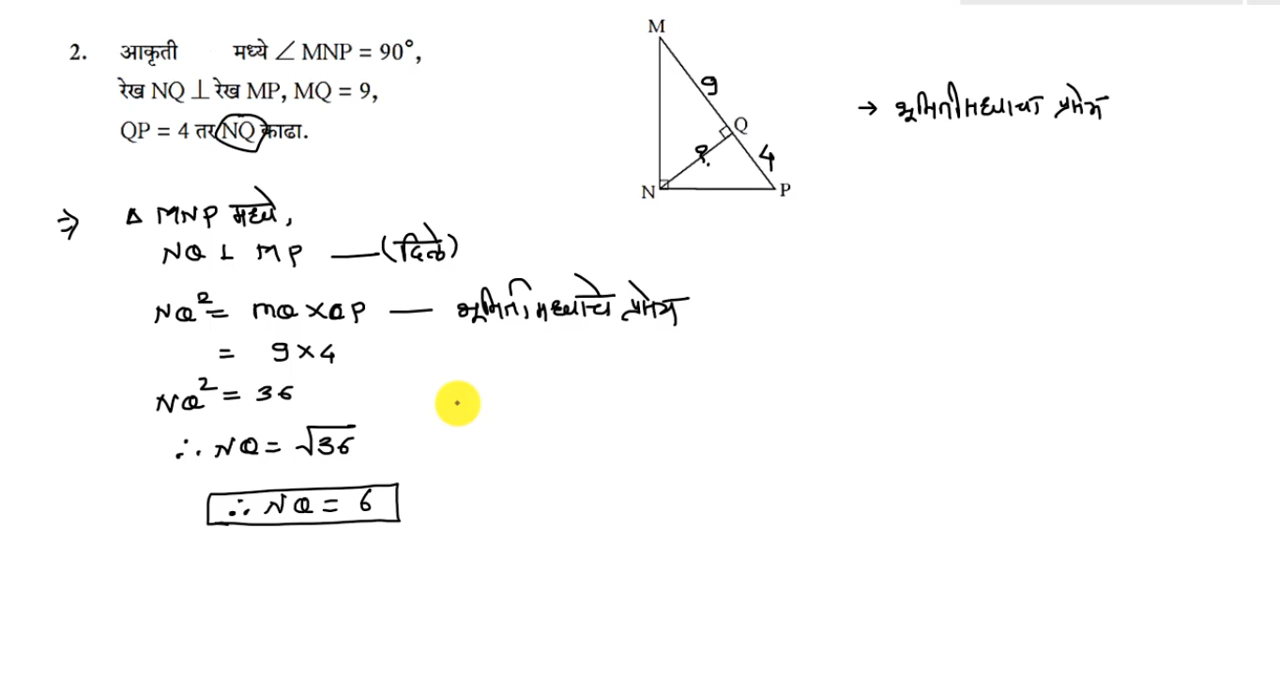 2. आकृती मध्ये ∠ MNP = 90°,
रेख NQ ⊥ रेख MP, MQ = 9,
QP = 4 तर NQ काढा.
M
9
Q
?
4
N
P
→ भूमितीमध्याचा प्रमेय
⇒ Δ MNP मध्ये,
NQ ⊥ MP —(दिले)
NQ² = MQ × QP — भूमितीमध्याचे प्रमेय
= 9 × 4
NQ² = 36
∴ NQ = √36
∴ NQ = 6